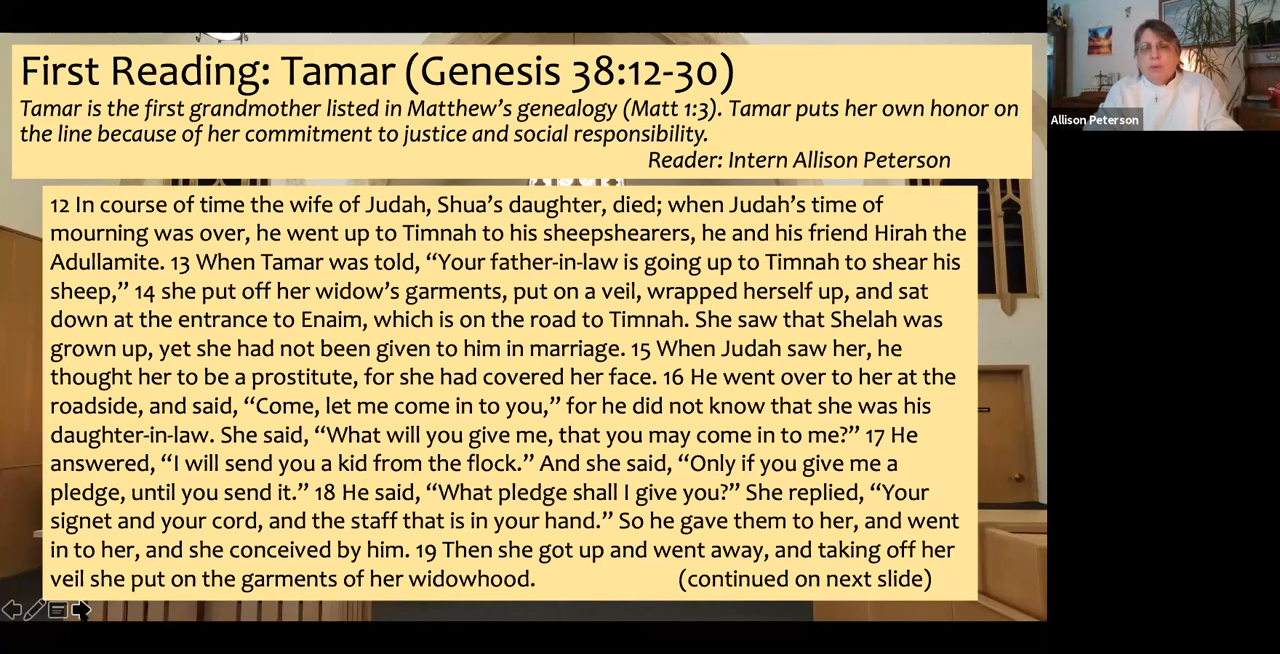 First Reading: Tamar (Genesis 38:12-30)
Tamar is the first grandmother listed in Matthew’s genealogy (Matt 1:3). Tamar puts her own honor on
the line because of her commitment to justice and social responsibility.
Reader: Intern Allison Peterson
12 In course of time the wife of Judah, Shua’s daughter, died; when Judah’s time of
mourning was over, he went up to Timnah to his sheepshearers, he and his friend Hirah the
Adullamite. 13 When Tamar was told, “Your father-in-law is going up to Timnah to shear his
sheep,” 14 she put off her widow’s garments, put on a veil, wrapped herself up, and sat
down at the entrance to Enaim, which is on the road to Timnah. She saw that Shelah was
grown up, yet she had not been given to him in marriage. 15 When Judah saw her, he
thought her to be a prostitute, for she had covered her face. 16 He went over to her at the
roadside, and said, “Come, let me come in to you,” for he did not know that she was his
daughter-in-law. She said, “What will you give me, that you may come in to me?” 17 He
answered, “I will send you a kid from the flock.” And she said, “Only if you give me a
pledge, until you send it.” 18 He said, “What pledge shall I give you?” She replied, “Your
signet and your cord, and the staff that is in your hand.” So he gave them to her, and went
in to her, and she conceived by him. 19 Then she got up and went away, and taking off her
veil she put on the garments of her widowhood. (continued on next slide)
Allison Peterson